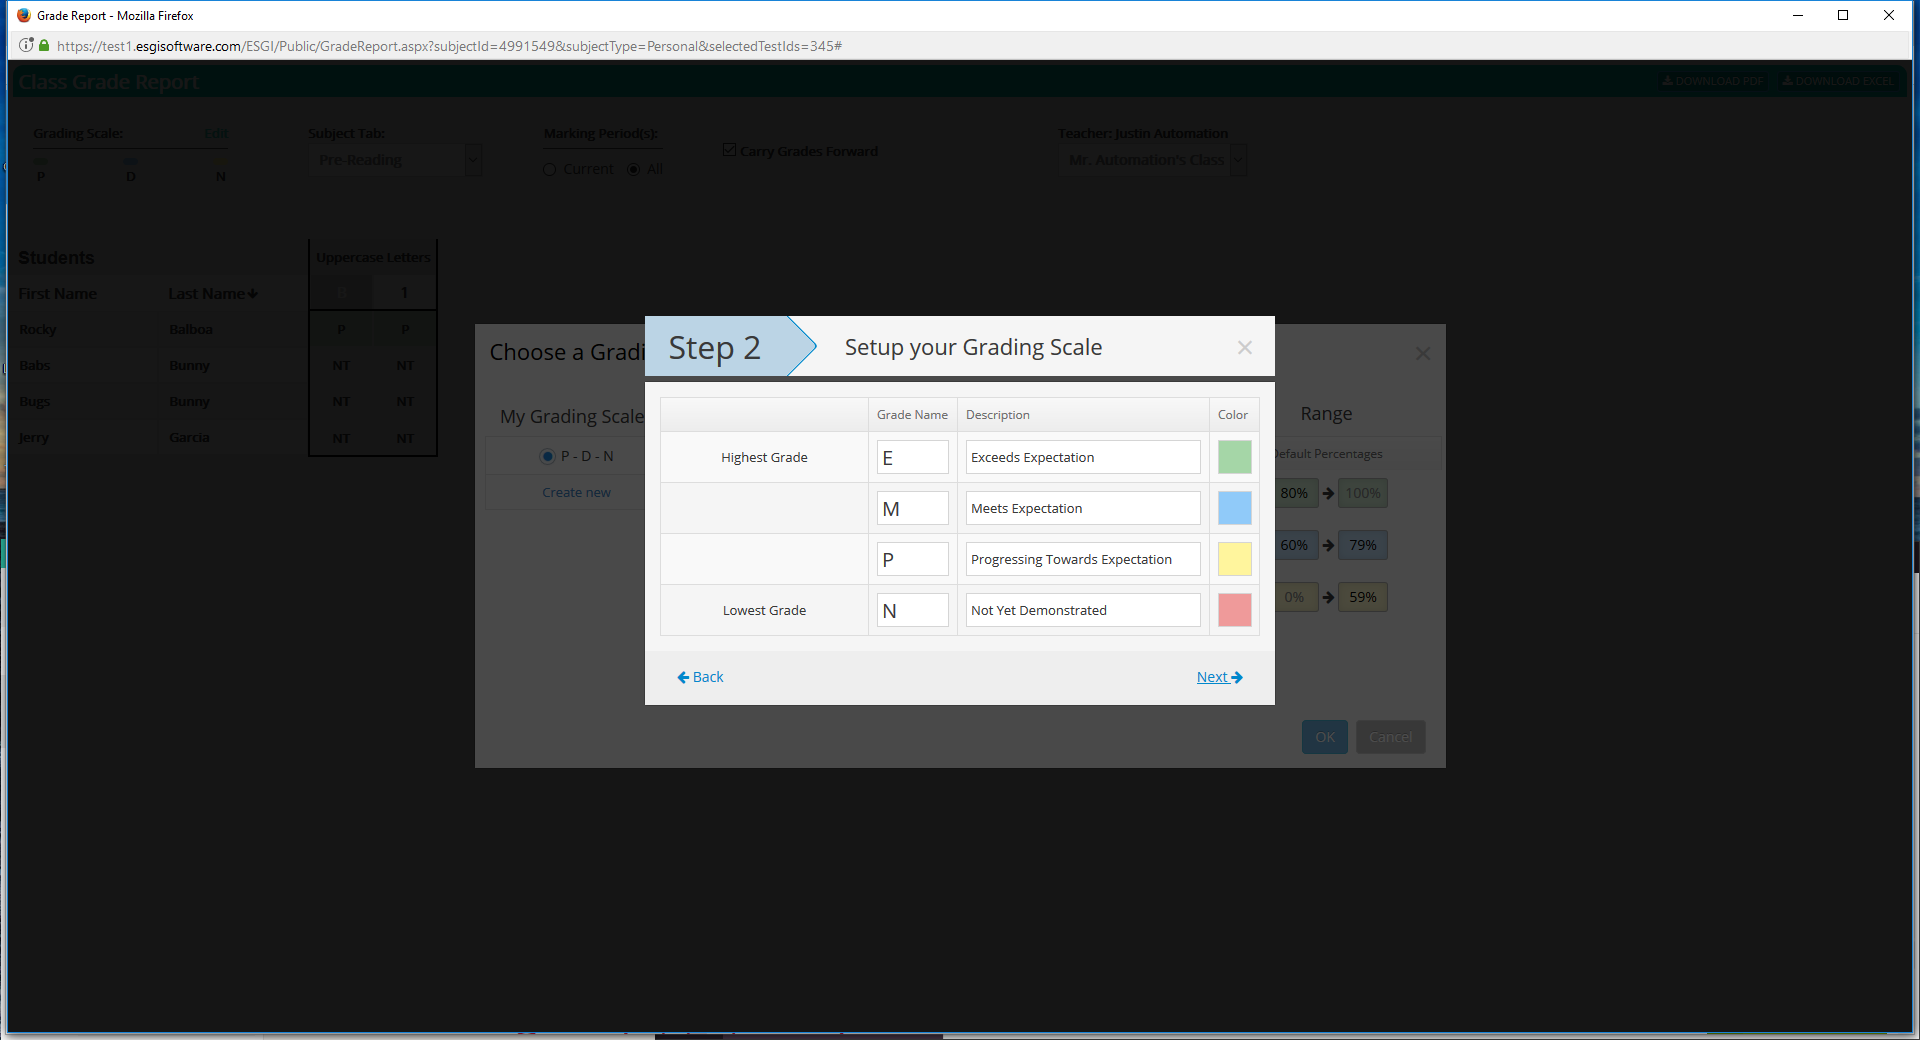 Grade Report - Mozilla Firefox
https://test1.esgisoftware.com/ESGI/Public/GradeReport.aspx?subjectId=4991549&subjectType=Personal&selectedTestIds=345#
Class Grade Report
DOWNLOAD PDF DOWNLOAD EXCEL
Grading Scale: Edit Subject Tab: Marking Period(s): Carry Grades Forward Teacher: Justin Automation
Pre-Reading Current All Mr. Automation's Class
P D N
Students Uppercase Letters
First Name Last Name 1
Rocky Balboa P P
Babs Bunny NT NT
Bugs Bunny NT NT
Jerry Garcia NT NT
Choose a Gradi
My Grading Scale
P - D - N
Create new
Range
Default Percentages
80% 100%
60% 79%
0% 59%
OK Cancel
Step 2 Setup your Grading Scale
Grade Name Description Color
Highest Grade E Exceeds Expectation
M Meets Expectation
P Progressing Towards Expectation
Lowest Grade N Not Yet Demonstrated
Back Next